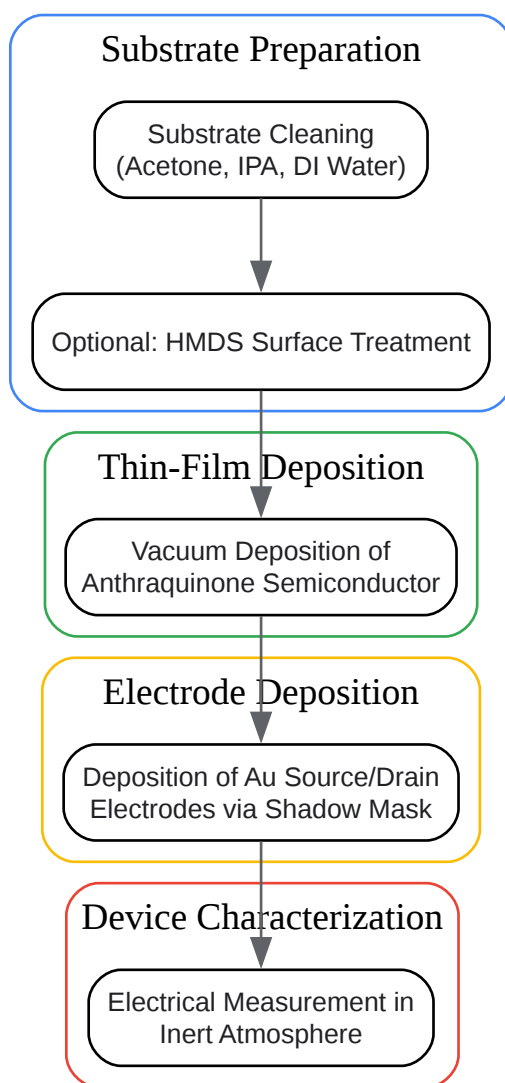 Substrate Preparation
Substrate Cleaning
(Acetone, IPA, DI Water)
Optional: HMDS Surface Treatment
Thin-Film Deposition
Vacuum Deposition of
Anthraquinone Semiconductor
Electrode Deposition
Deposition of Au Source/Drain
Electrodes via Shadow Mask
Device Characterization
Electrical Measurement in
Inert Atmosphere